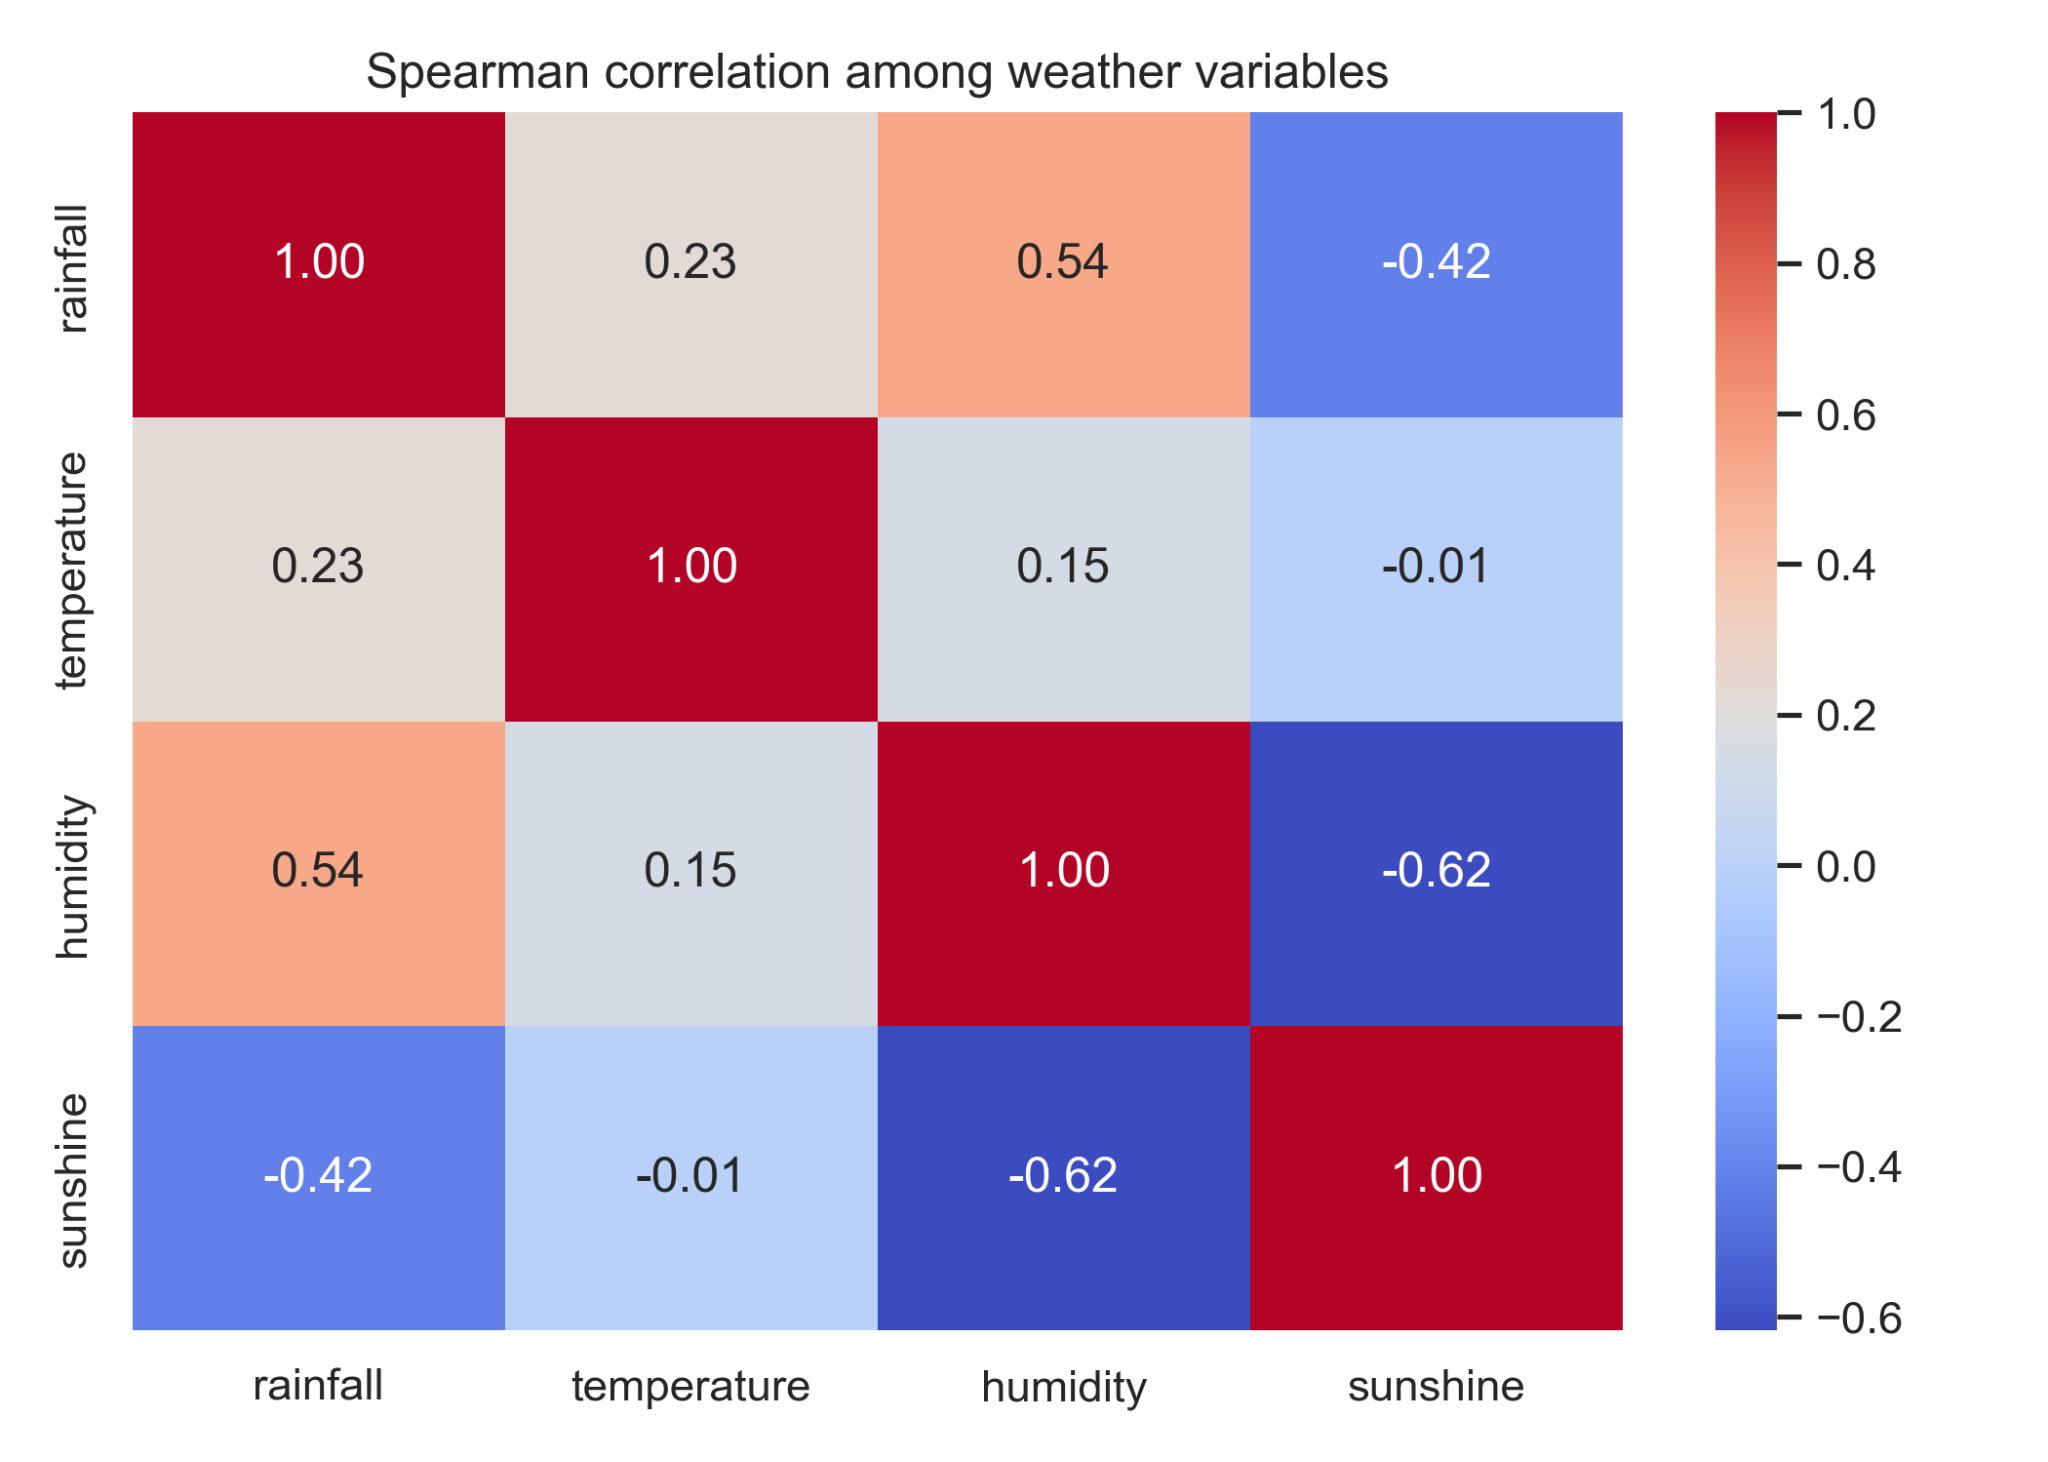 Spearman correlation among weather variables
rainfall
1.00 0.23 0.54 -0.42
temperature
0.23 1.00 0.15 -0.01
humidity
0.54 0.15 1.00 -0.62
sunshine
-0.42 -0.01 -0.62 1.00
rainfall temperature humidity sunshine
1.0
0.8
0.6
0.4
0.2
0.0
−0.2
−0.4
−0.6